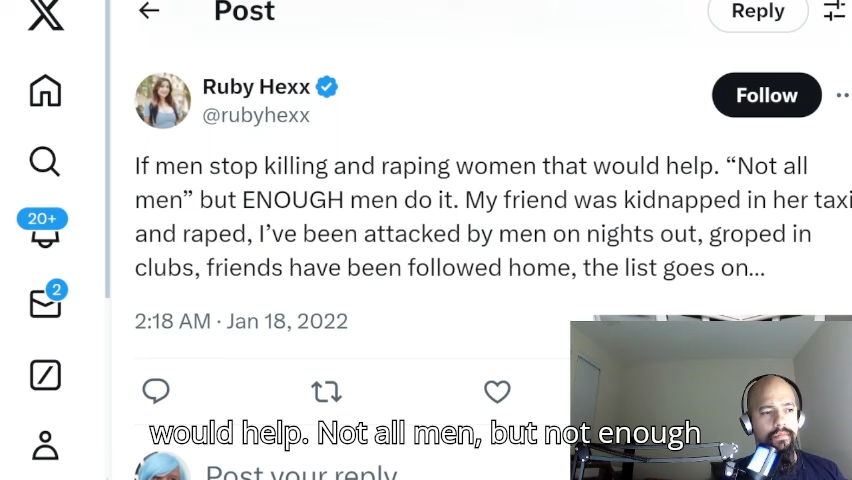 Post
Reply
Ruby Hexx
@rubyhexx
Follow
If men stop killing and raping women that would help. “Not all
men” but ENOUGH men do it. My friend was kidnapped in her taxi
and raped, I’ve been attacked by men on nights out, groped in
clubs, friends have been followed home, the list goes on...
20+
2
2:18 AM · Jan 18, 2022
would help. Not all men, but not enough
Post your reply